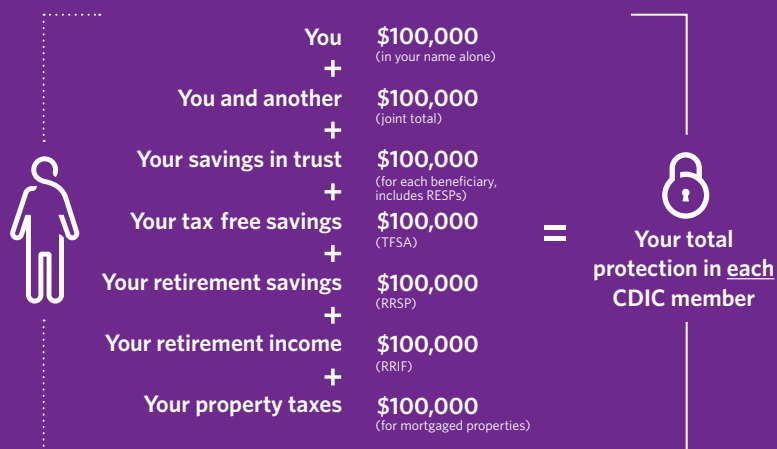 You $100,000
(in your name alone)
+
You and another $100,000
(joint total)
+
Your savings in trust $100,000
(for each beneficiary,
includes RESPs)
+
Your tax free savings $100,000
(TFSA)
+
Your retirement savings $100,000
(RRSP)
+
Your retirement income $100,000
(RRIF)
+
Your property taxes $100,000
(for mortgaged properties)
=
Your total
protection in each
CDIC member